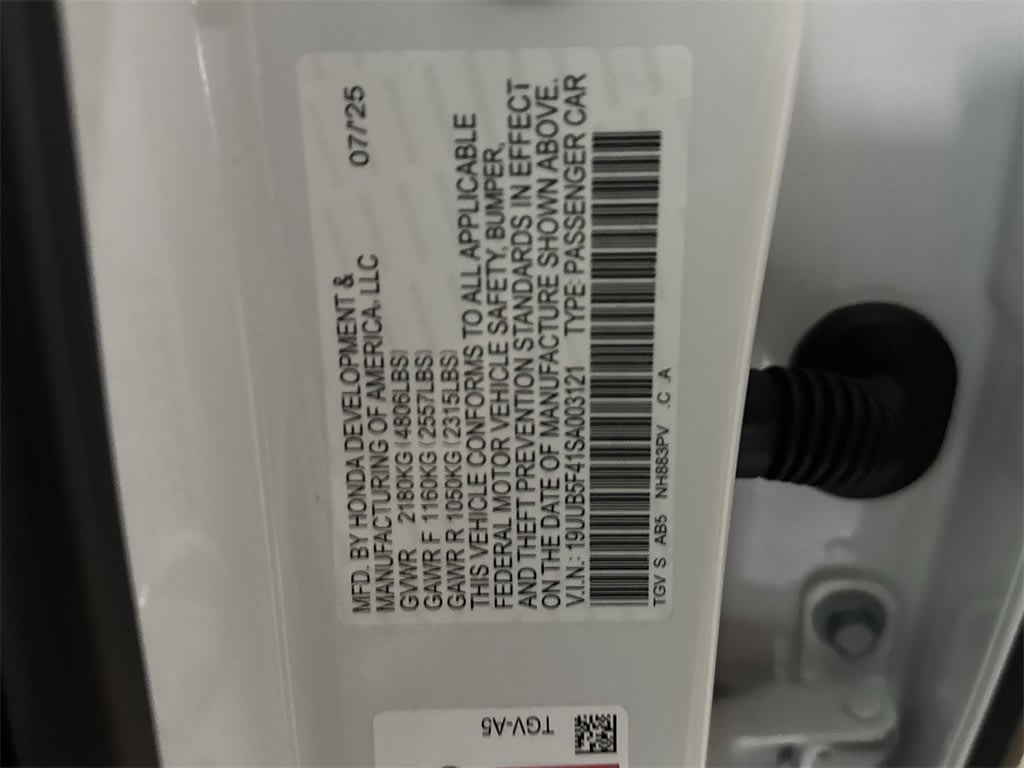 MFD. BY HONDA DEVELOPMENT &
MANUFACTURING OF AMERICA, LLC 07/25
GVWR 2180KG(4806LBS)
GAWR F 1160KG(2557LBS)
GAWR R 1050KG(2315LBS)
THIS VEHICLE CONFORMS TO ALL APPLICABLE
FEDERAL MOTOR VEHICLE SAFETY, BUMPER,
AND THEFT PREVENTION STANDARDS IN EFFECT
ON THE DATE OF MANUFACTURE SHOWN ABOVE.
V.I.N.: 19UUB5F41SA003121 TYPE: PASSENGER CAR
TGV S AB5 NH883PV .C A
TGV-A5